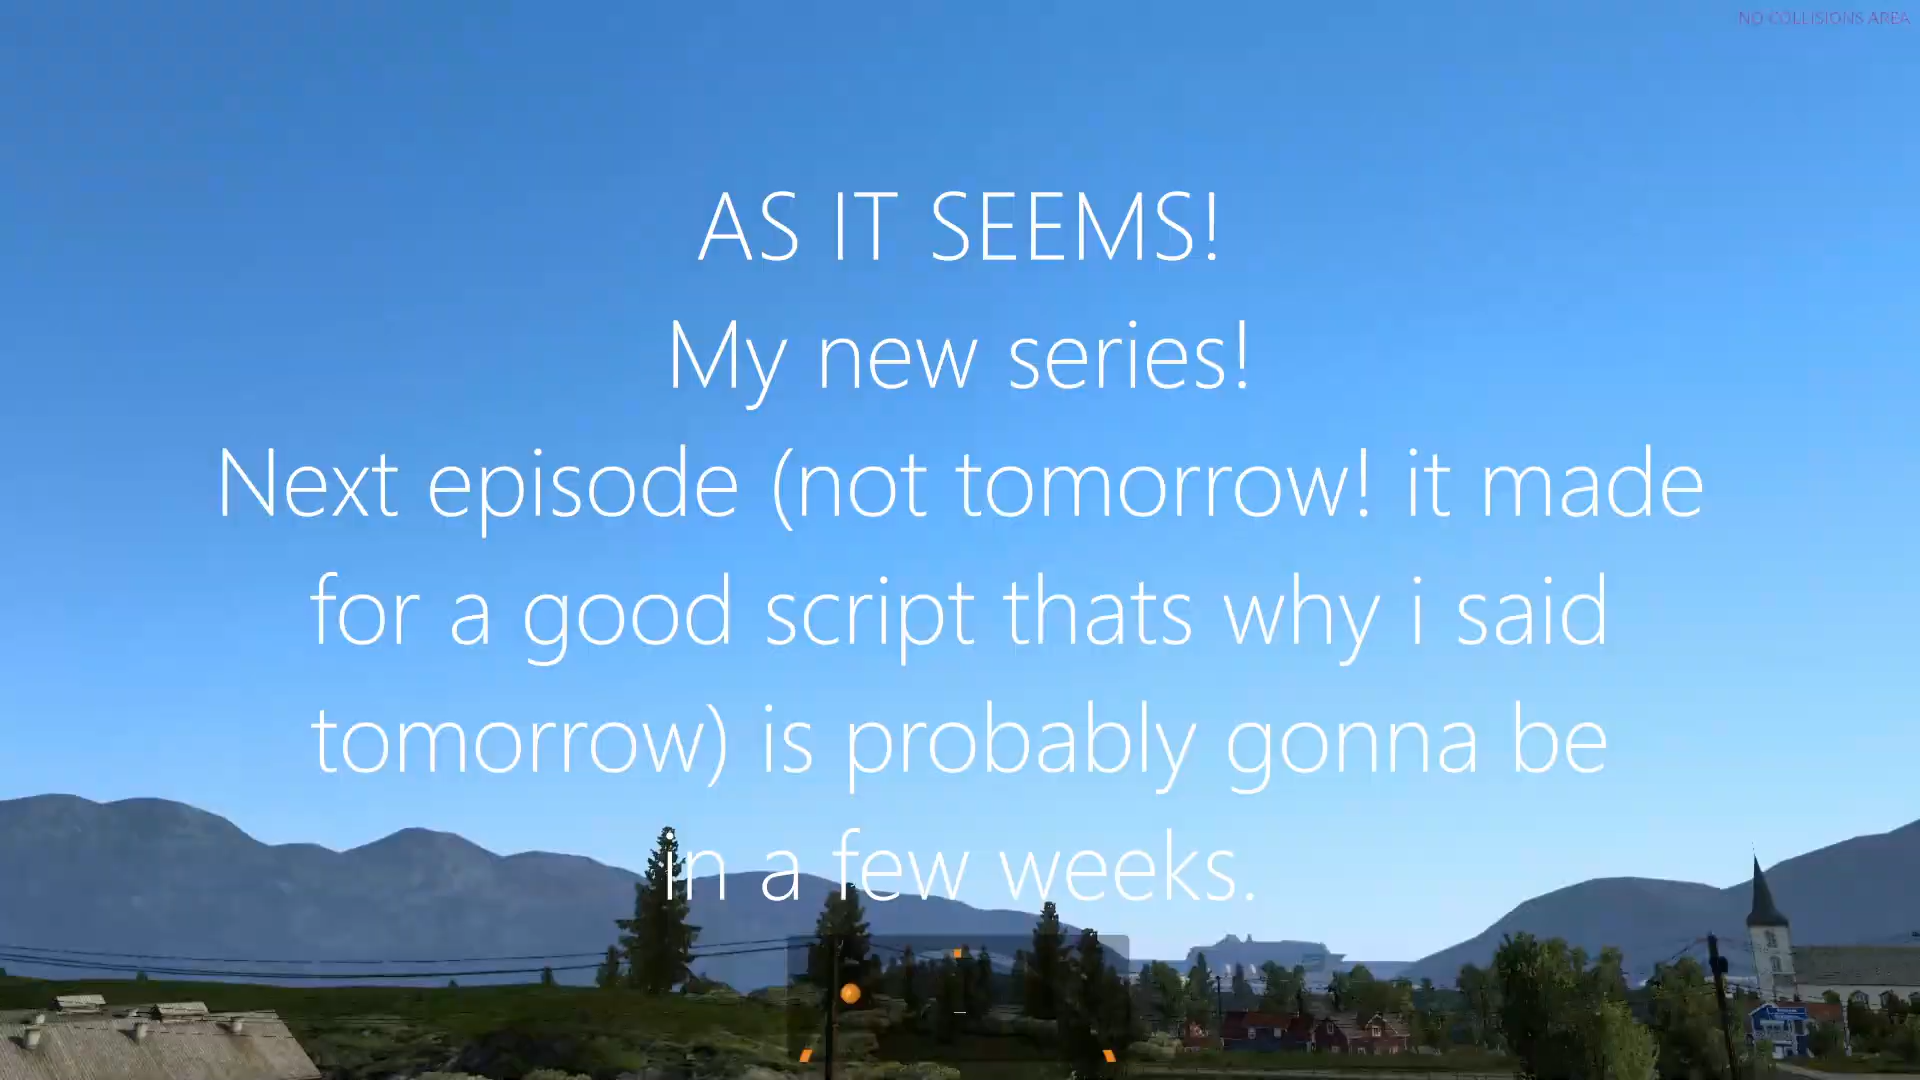 NO COLLISIONS AREA
AS IT SEEMS!
My new series!
Next episode (not tomorrow! it made
for a good script thats why i said
tomorrow) is probably gonna be
in a few weeks.